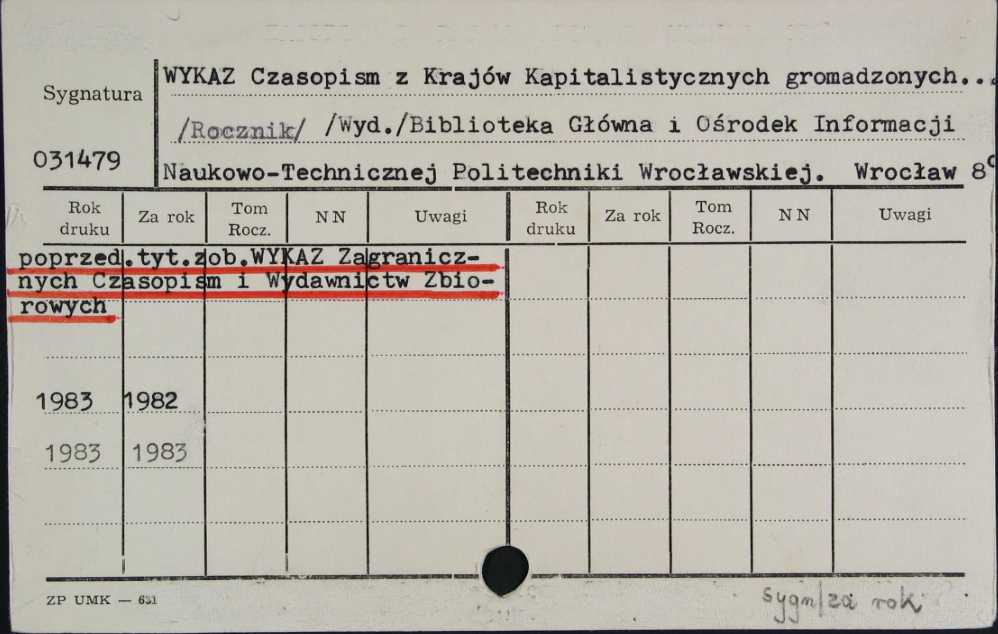 WYKAZ Czasopism z Krajów Kapitalistycznych gromadzonych...
Sygnatura
/Rocznik/ /Wyd./Biblioteka Główna i Ośrodek Informacji
031479
Naukowo-Technicznej Politechniki Wrocławskiej. Wrocław 8
Rok druku Za rok Tom Rocz. NN Uwagi Rok druku Za rok Tom Rocz. NN Uwagi
poprzed.tyt.zob.WYKAZ Zagranicz-
nych Czasopism i Wydawnictw Zbio-
rowych
1983 1982
1983 1983
ZP UMK — 631
sygn/za rok